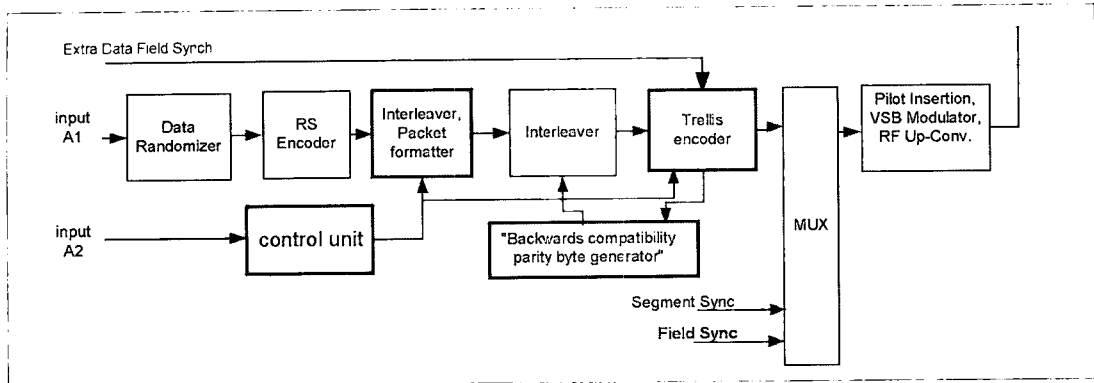 Extra Data Field Synch
input
A1
Data
Randomizer
RS
Encoder
Interleaver,
Packet
formatter
Interleaver
Trellis
encoder
Pilot Insertion,
VSB Modulator,
RF Up-Conv.
MUX
input
A2
control unit
"Backwards compatibility
parity byte generator"
Segment Sync
Field Sync